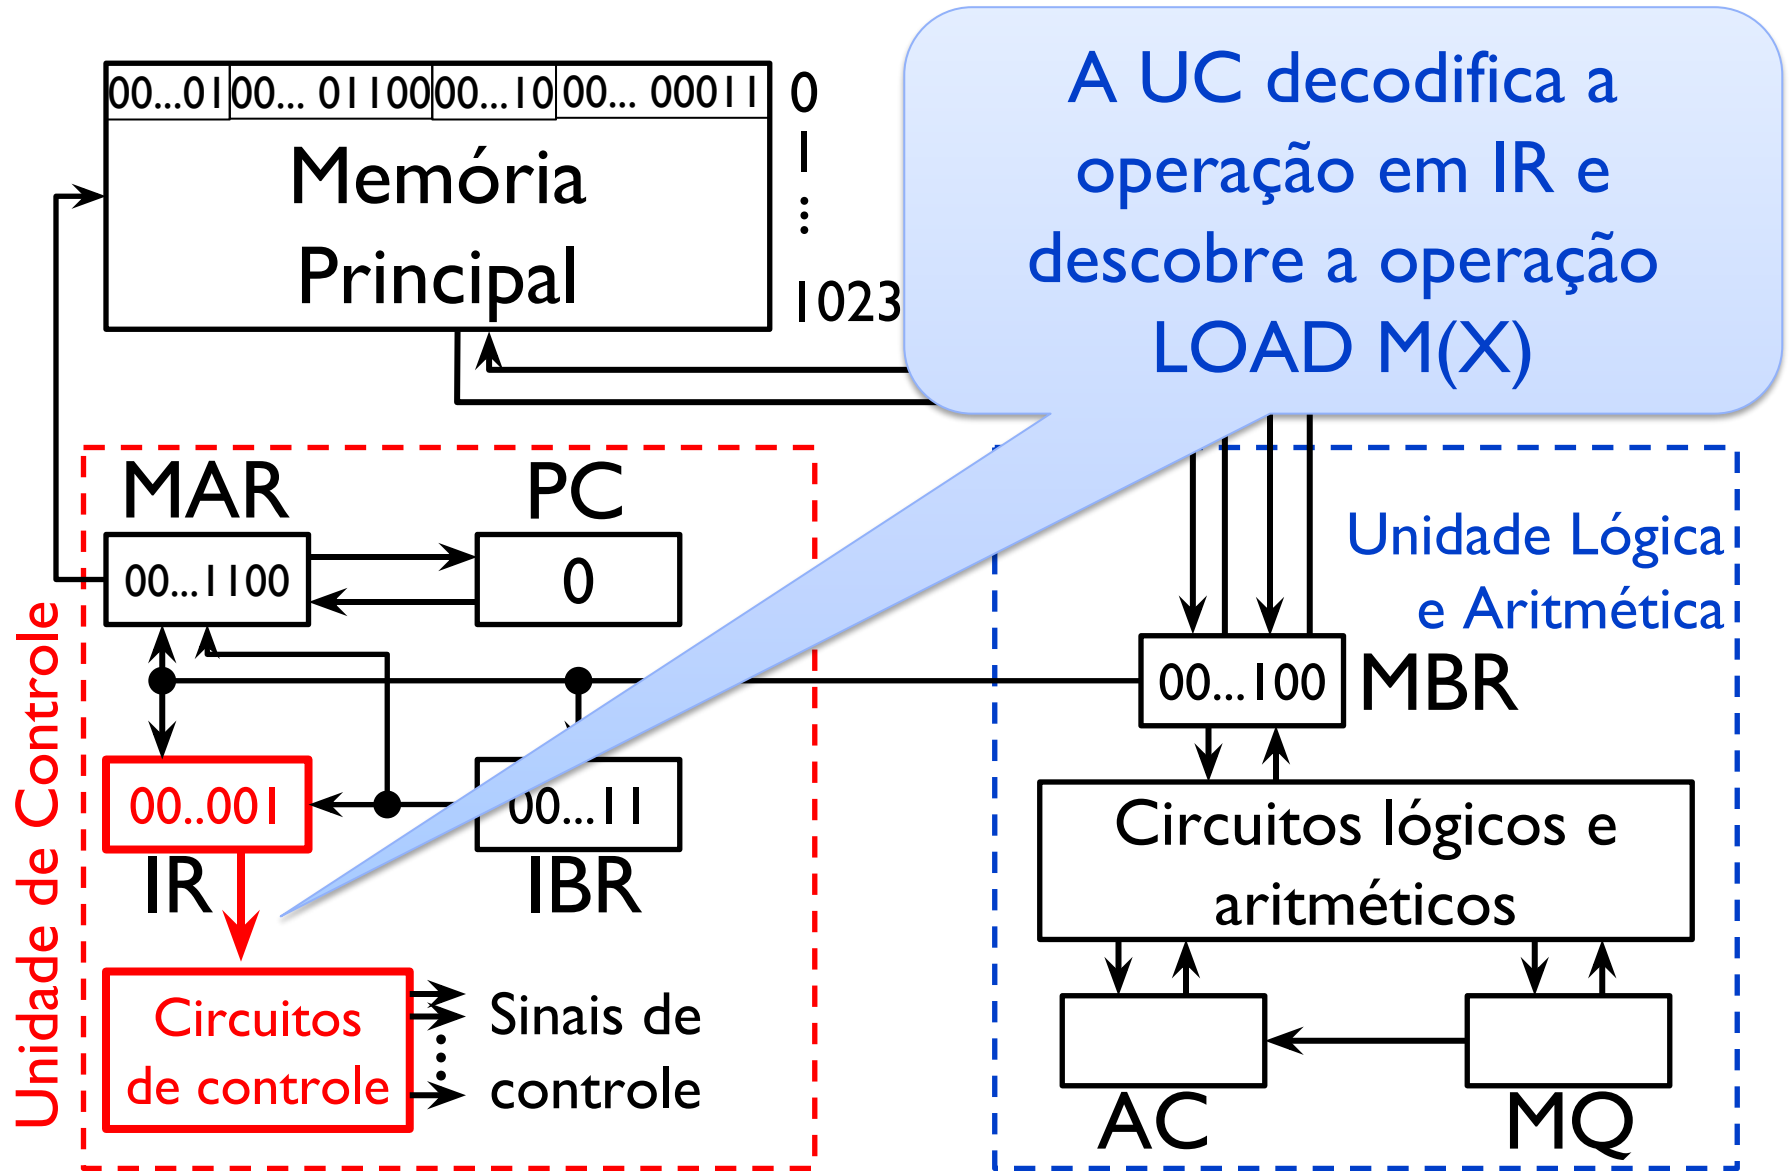 00...01 00... 01100 00...10 00... 00011 0
1
⋮
1023
Memória
Principal
A UC decodifica a
operação em IR e
descobre a operação
LOAD M(X)
Unidade de Controle
MAR
00...1100
PC
0
00..001
IR
00...11
IBR
Circuitos
de controle
Sinais de
controle
Unidade Lógica
e Aritmética
00...100
MBR
Circuitos lógicos e
aritméticos
AC
MQ